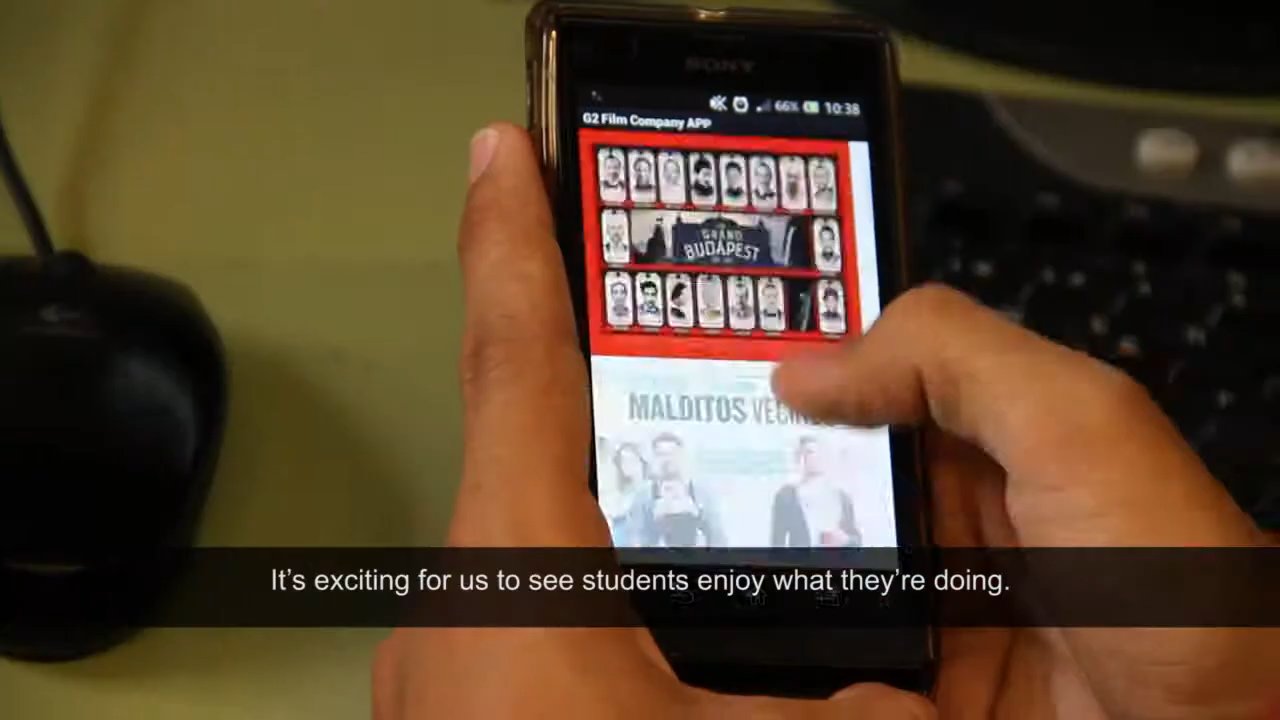 SONY
66% 10:38
G2 Film Company APP
GRAND
BUDAPEST
MALDITOS
It's exciting for us to see students enjoy what they're doing.